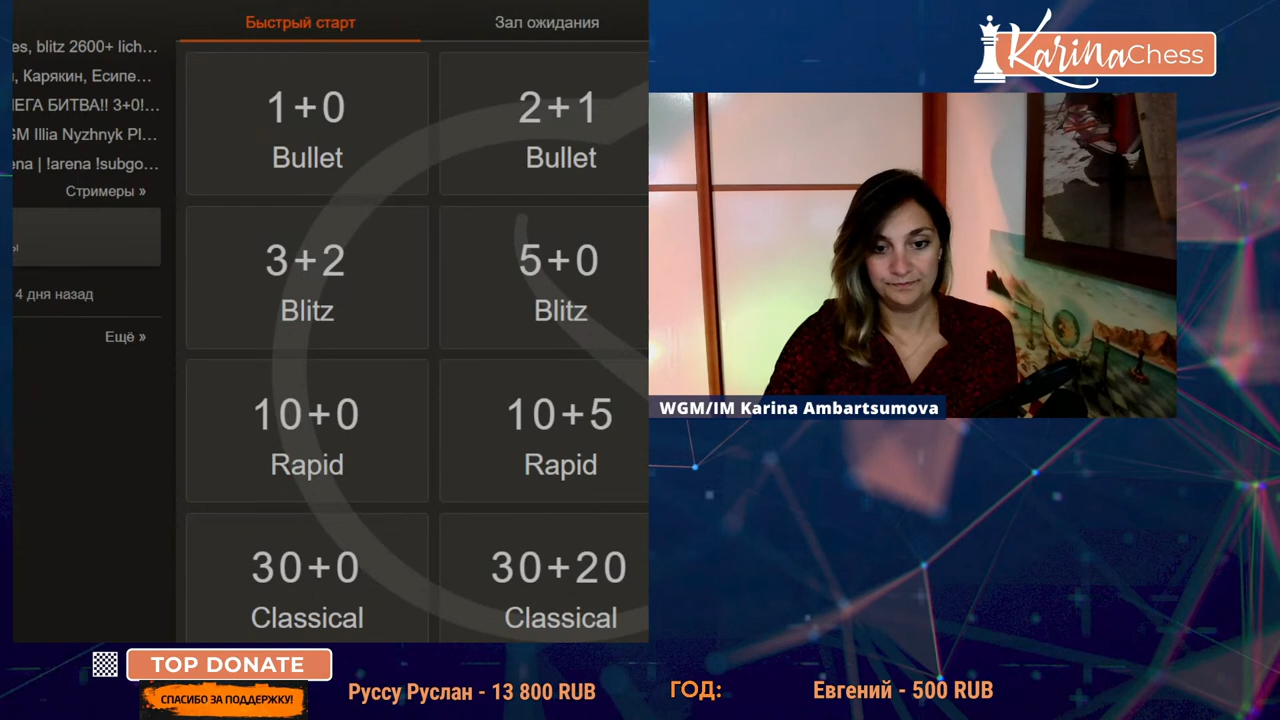 Быстрый старт
Зал ожидания
es, blitz 2600+ lich…
, Карякин, Есипе…
МЕГА БИТВА!! 3+0!…
GM Illia Nyzhnyk Pl…
ena | !arena !subgo…
Стримеры »
ы
4 дня назад
Ещё »
1+0
Bullet
2+1
Bullet
3+2
Blitz
5+0
Blitz
10+0
Rapid
10+5
Rapid
30+0
Classical
30+20
Classical
KarinaChess
WGM/IM Karina Ambartsumova
TOP DONATE
СПАСИБО ЗА ПОДДЕРЖКУ!
Руссу Руслан - 13 800 RUB
ГОД:
Евгений - 500 RUB